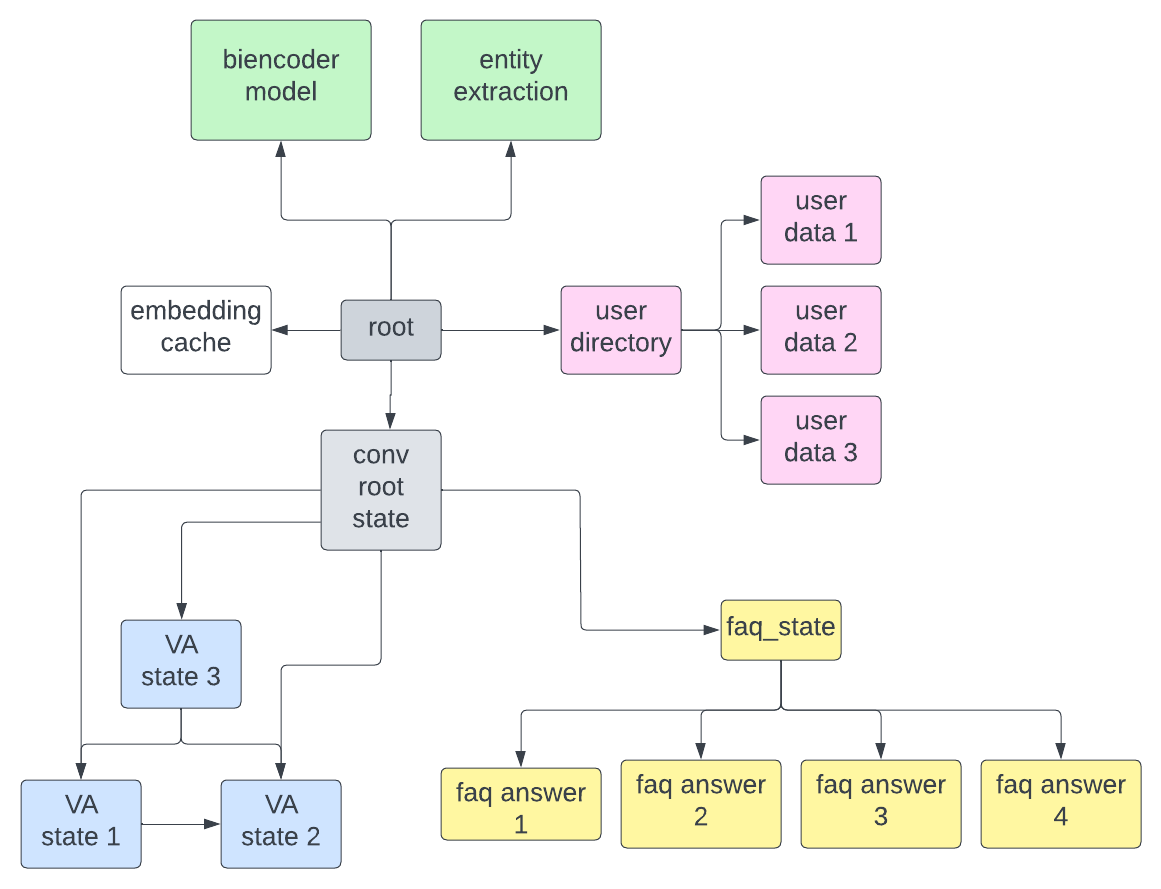 biencoder
model
entity
extraction
user
data 1
embedding
cache
root
user
directory
user
data 2
user
data 3
conv
root
state
faq_state
VA
state 3
VA
state 1
VA
state 2
faq answer
1
faq answer
2
faq answer
3
faq answer
4